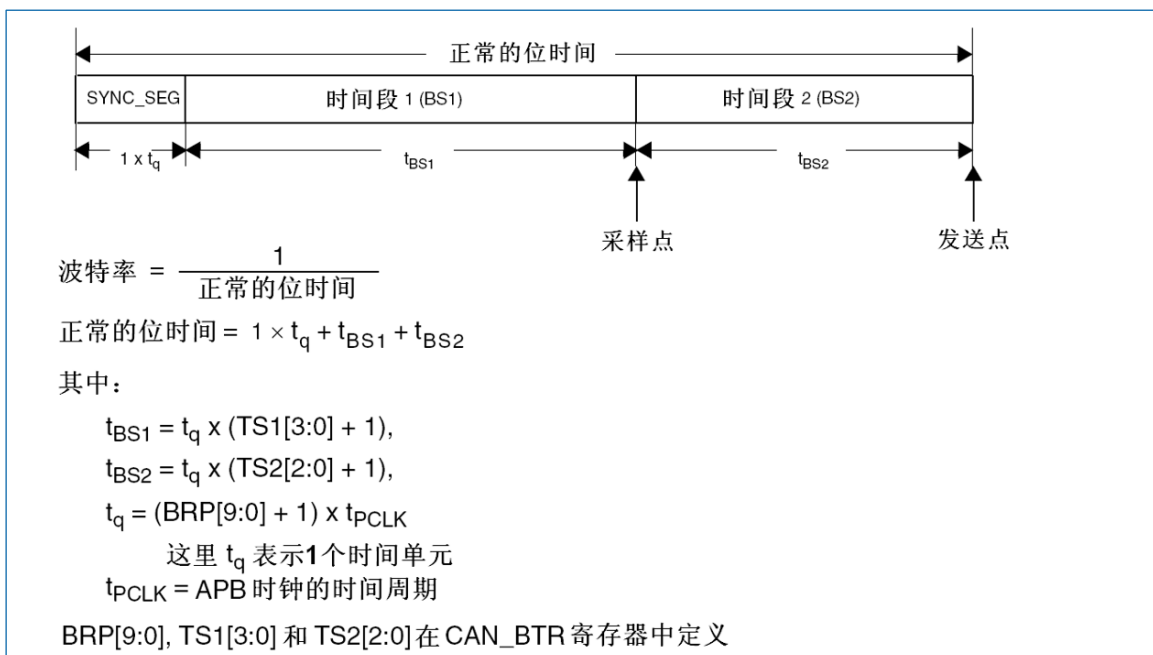 正常的位时间
SYNC_SEG 时间段 1 (BS1) 时间段 2 (BS2)
1 x tq tBS1 tBS2
采样点 发送点
波特率 = 1 / 正常的位时间
正常的位时间 = 1 × tq + tBS1 + tBS2
其中：
tBS1 = tq x (TS1[3:0] + 1),
tBS2 = tq x (TS2[2:0] + 1),
tq = (BRP[9:0] + 1) x tPCLK
这里 tq 表示1个时间单元
tPCLK = APB 时钟的时间周期
BRP[9:0], TS1[3:0] 和 TS2[2:0] 在 CAN_BTR 寄存器中定义